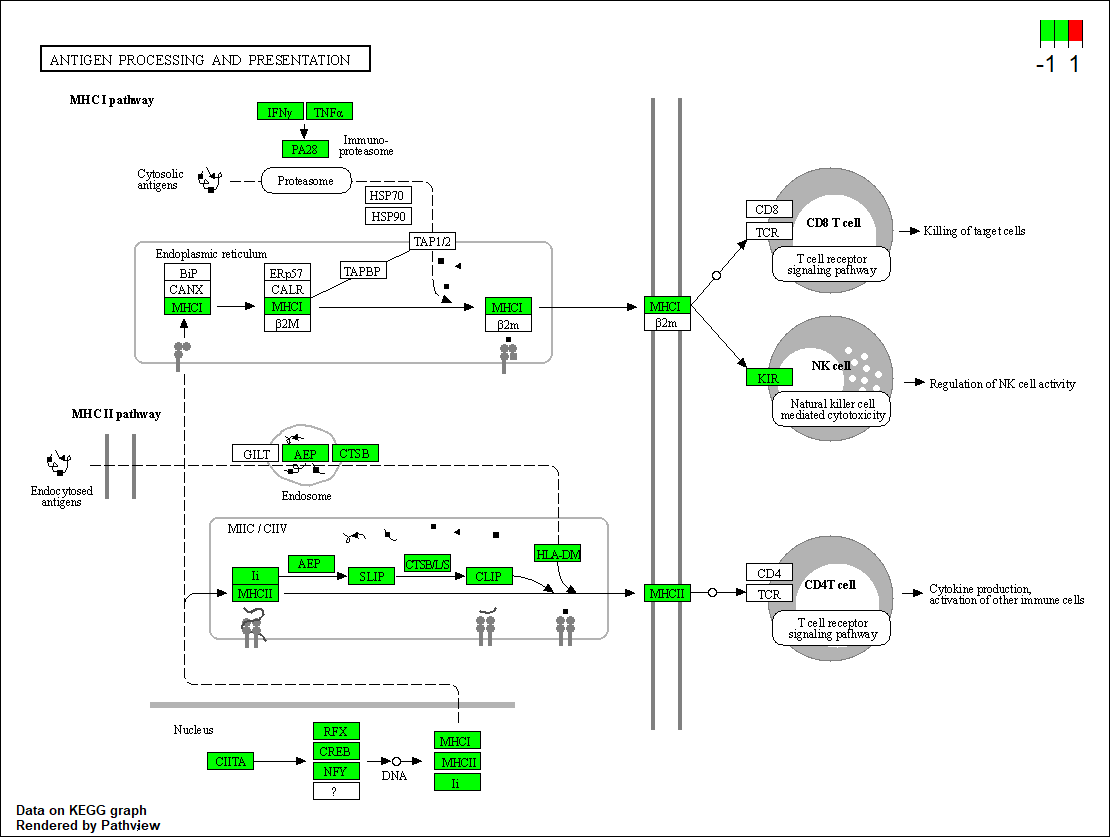 -1 1
ANTIGEN PROCESSING AND PRESENTATION
MHC I pathway
IFNγ TNFα
PA28
Immuno-
proteasome
Cytosolic
antigens
Proteasome
HSP70
HSP90
TAP1/2
Endoplasmic reticulum
BiP
CANX
MHCI
ERp57
CALR
MHCI
β2M
TAPBP
MHCI
β2m
MHCI
β2m
CD8
TCR
CD8 T cell
T cell receptor
signaling pathway
Killing of target cells
KIR
NK cell
Natural killer cell
mediated cytotoxicity
Regulation of NK cell activity
MHC II pathway
Endocytosed
antigens
GILT AEP CTSB
Endosome
MIIC / CIIV
Ii
MHCII
AEP
SLIP
CTSB/L/S
CLIP
HLA-DM
MHCII
CD4
TCR
CD4T cell
T cell receptor
signaling pathway
Cytokine production,
activation of other immune cells
Nucleus
CIITA
RFX
CREB
NFY
?
DNA
MHCI
MHCII
Ii
Data on KEGG graph
Rendered by Pathview